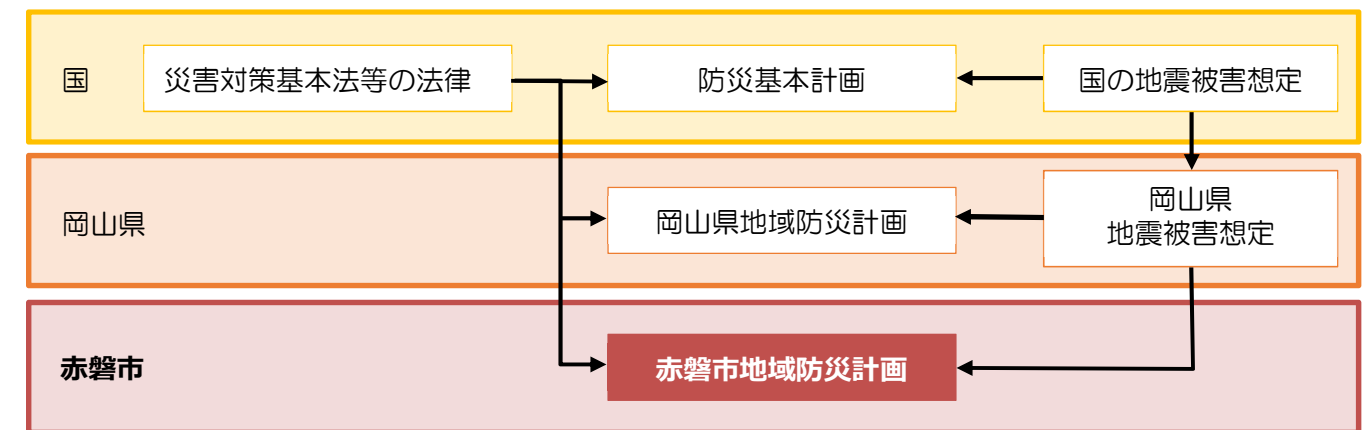 国
災害対策基本法等の法律
防災基本計画
国の地震被害想定
岡山県
岡山県地域防災計画
岡山県
地震被害想定
赤磐市
赤磐市地域防災計画